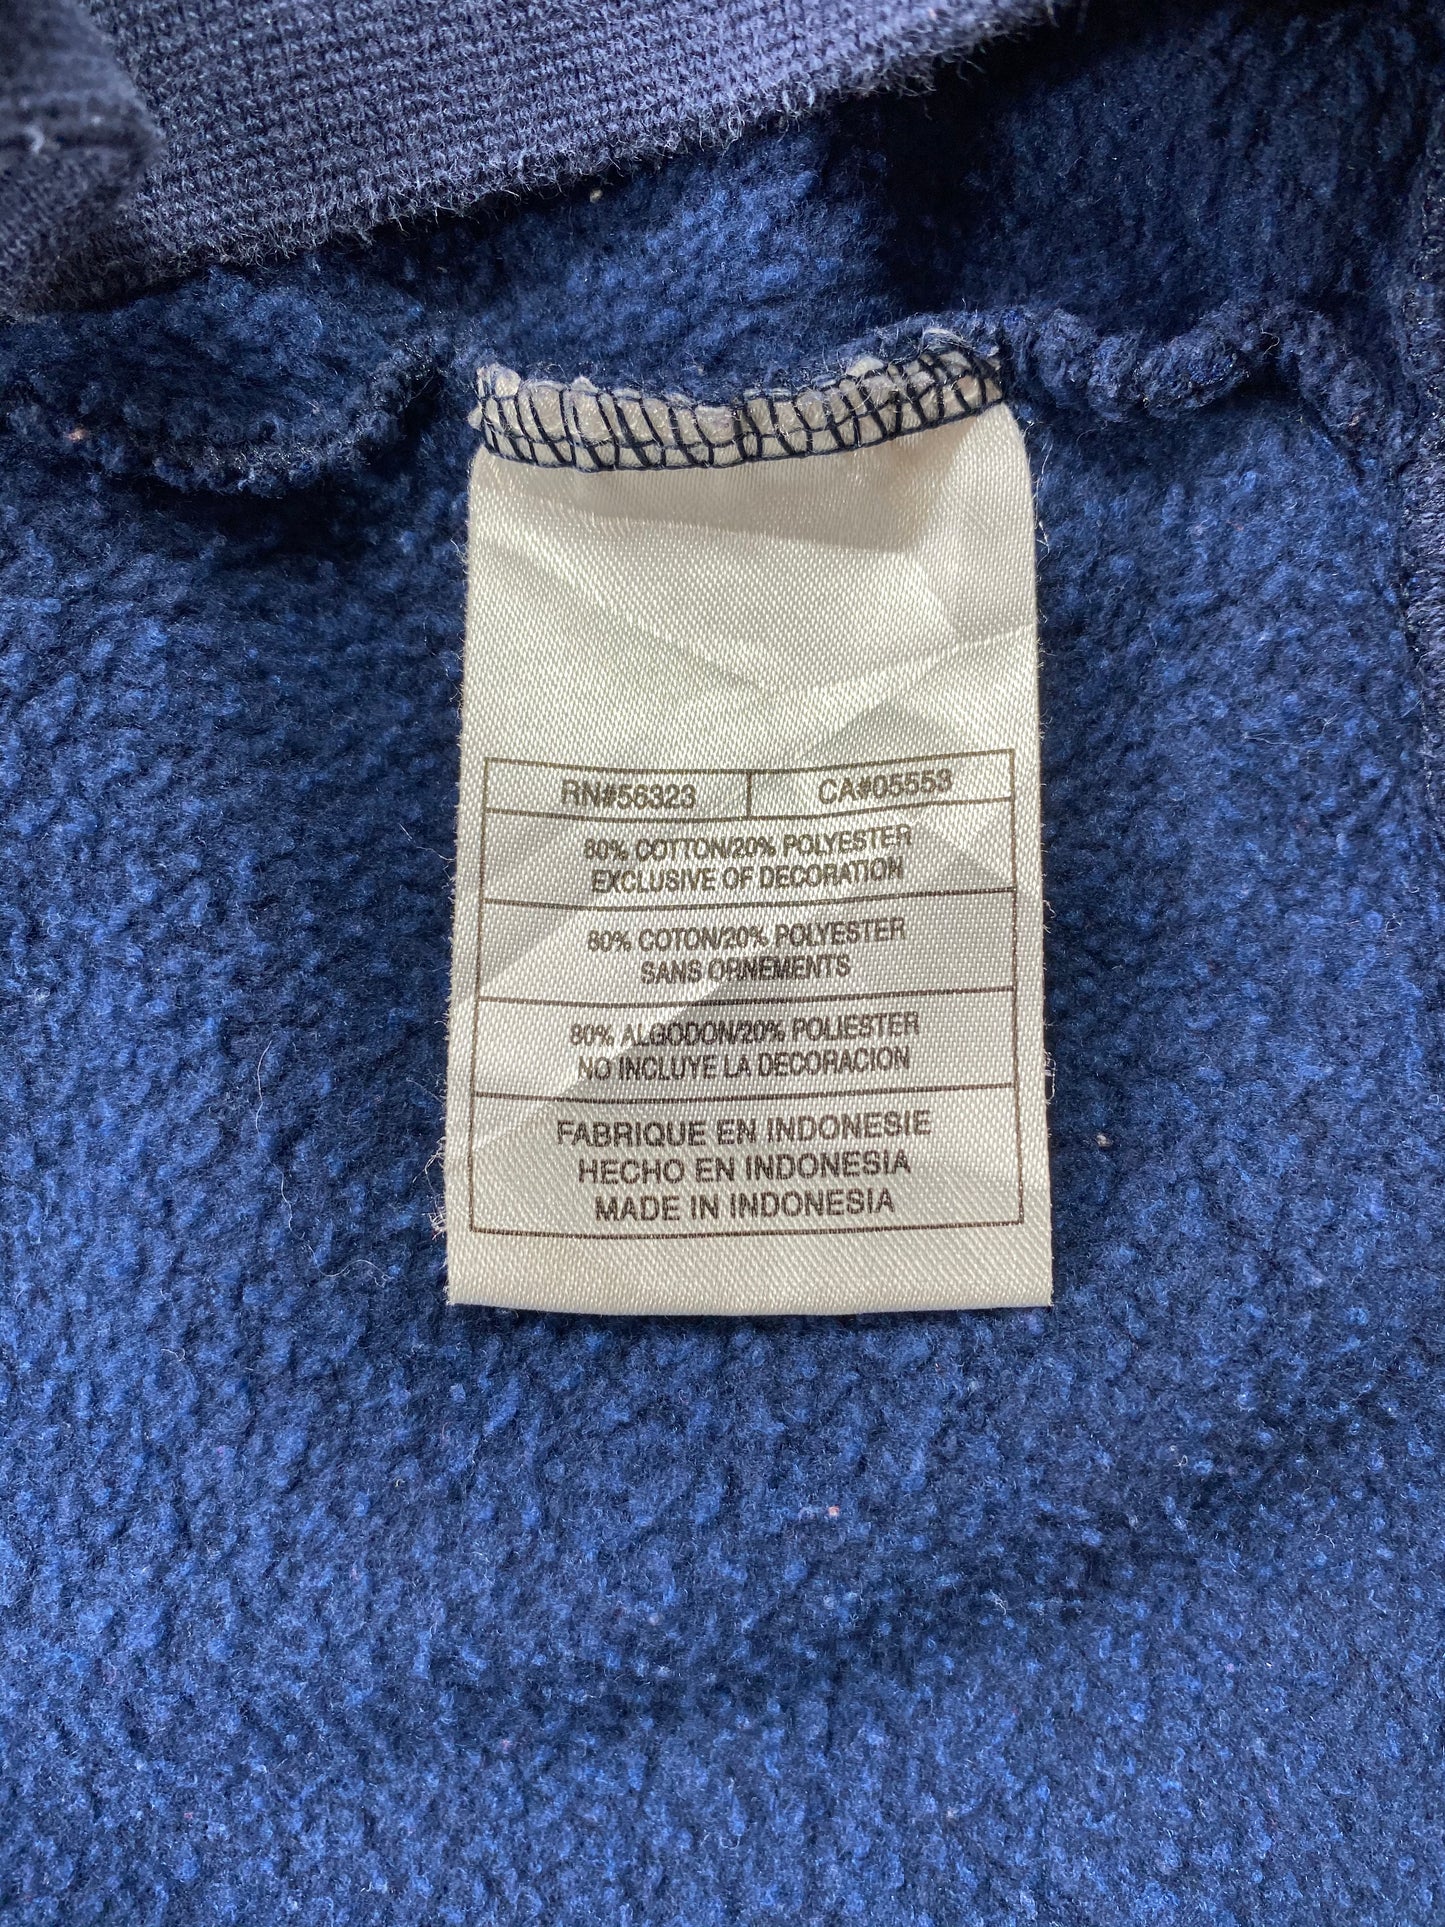 RN#56323 CA#05553
80% COTTON/20% POLYESTER
EXCLUSIVE OF DECORATION
80% COTON/20% POLYESTER
SANS ORNEMENTS
80% ALGODON/20% POLIESTER
NO INCLUYE LA DECORACION
FABRIQUE EN INDONESIE
HECHO EN INDONESIA
MADE IN INDONESIA